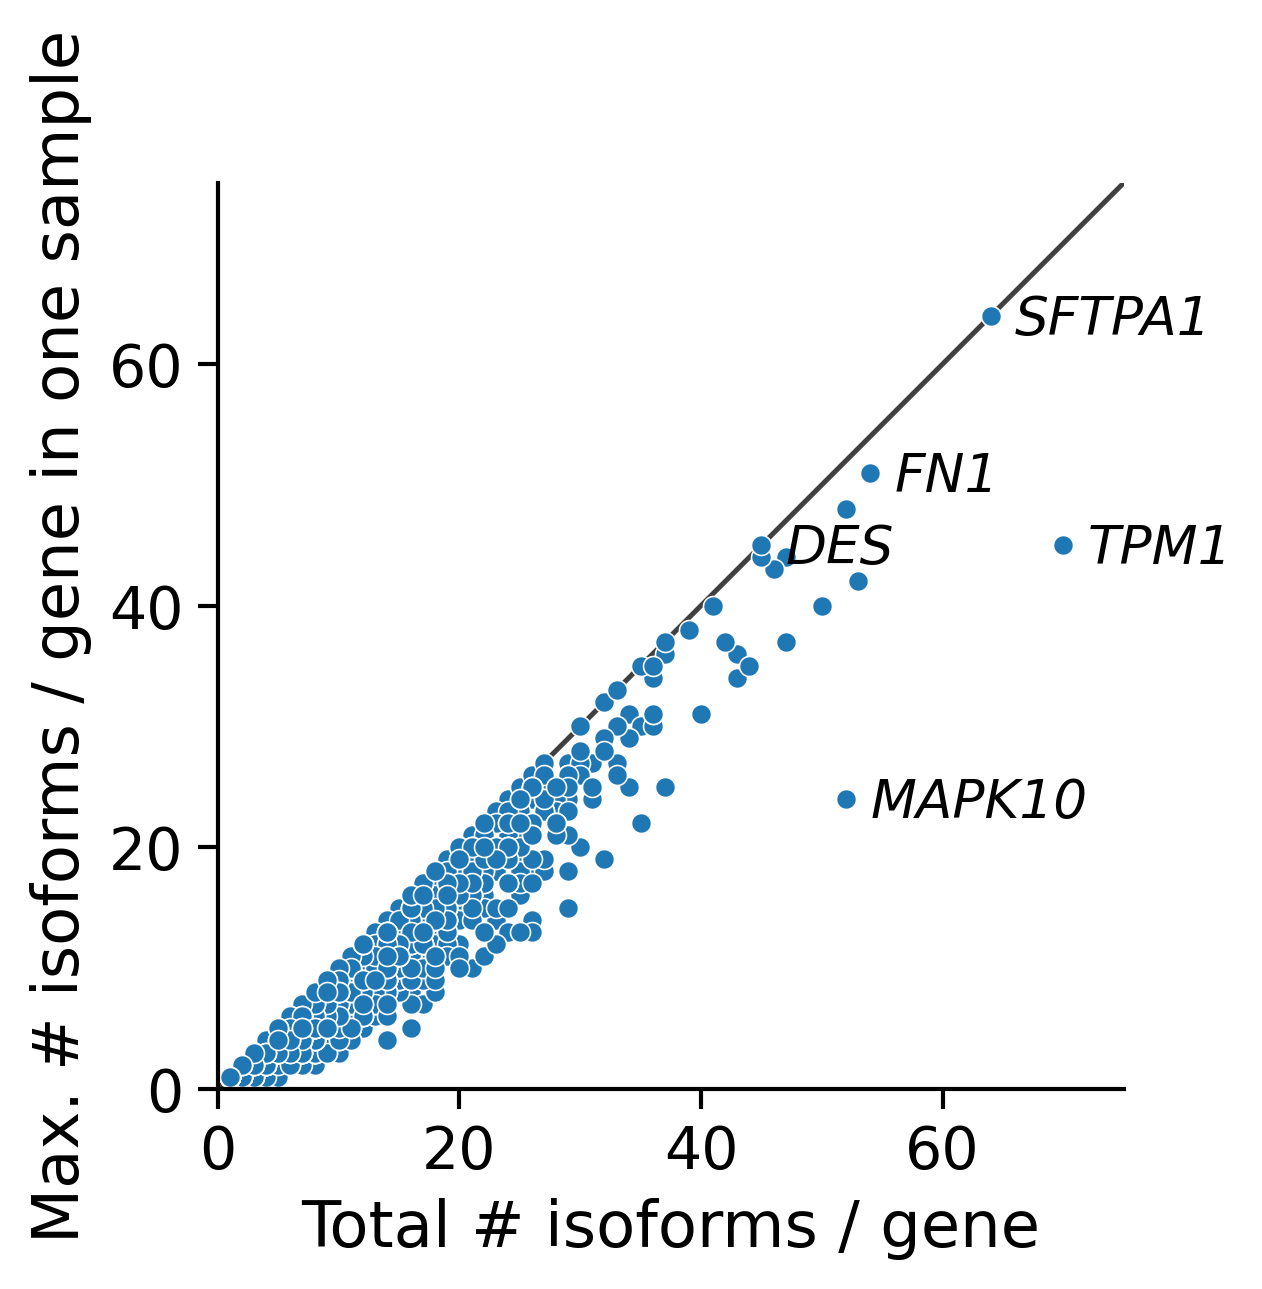 Max. # isoforms / gene in one sample
60
40
20
0
SFTPA1
FN1
DES
TPM1
MAPK10
0 20 40 60
Total # isoforms / gene